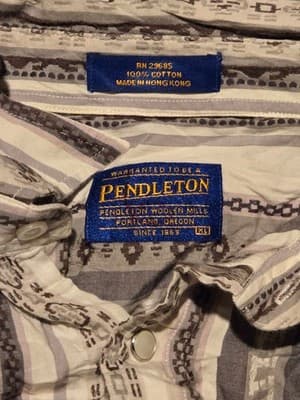 RN 29685
100% COTTON
MADE IN HONG KONG
WARRANTED TO BE A
PENDLETON
PENDLETON WOOLEN MILLS
PORTLAND, OREGON
SINCE 1863 XL